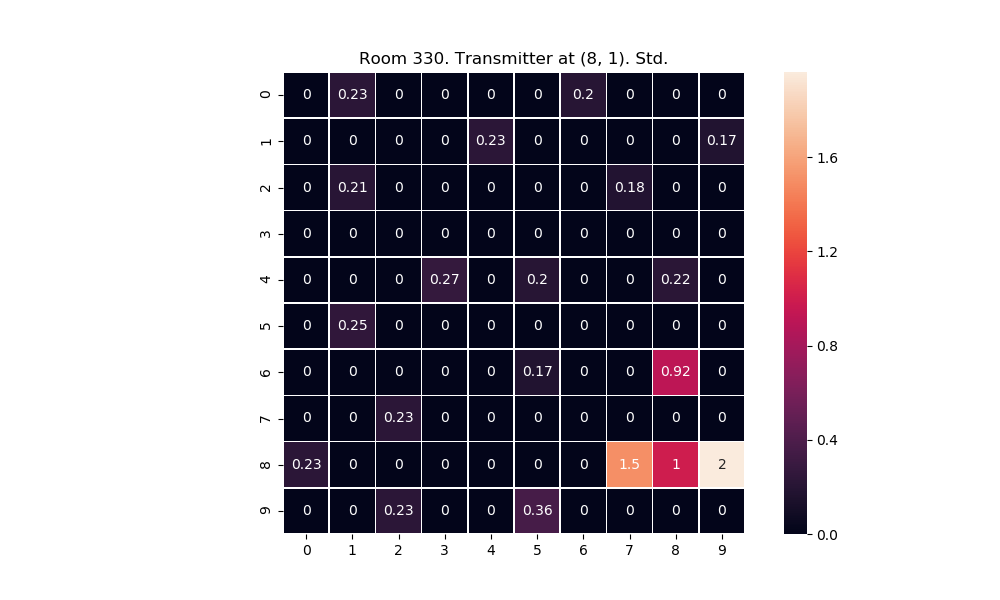 Room 330. Transmitter at (8, 1). Std.
0 0 0.23 0 0 0 0 0.2 0 0 0
1 0 0 0 0 0.23 0 0 0 0 0.17
2 0 0.21 0 0 0 0 0 0.18 0 0
3 0 0 0 0 0 0 0 0 0 0
4 0 0 0 0.27 0 0.2 0 0 0.22 0
5 0 0.25 0 0 0 0 0 0 0 0
6 0 0 0 0 0 0.17 0 0 0.92 0
7 0 0 0.23 0 0 0 0 0 0 0
8 0.23 0 0 0 0 0 0 1.5 1 2
9 0 0 0.23 0 0 0.36 0 0 0 0
0 1 2 3 4 5 6 7 8 9
1.6
1.2
0.8
0.4
0.0